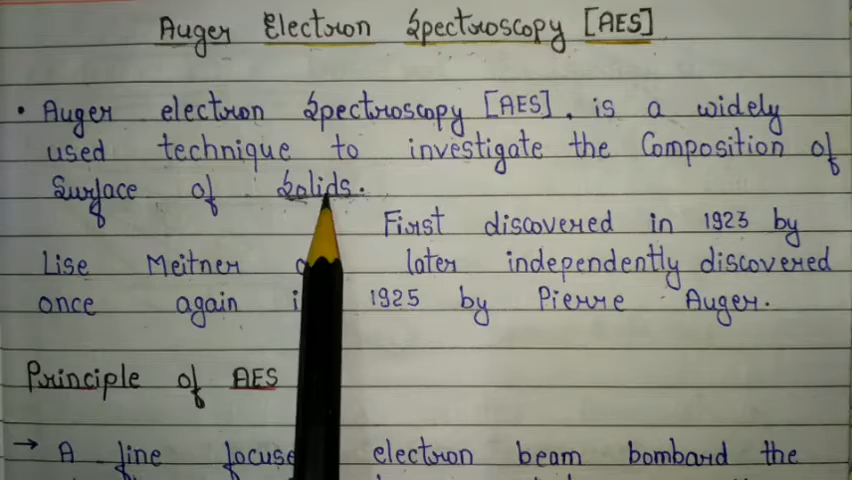 Auger Electron Spectroscopy [AES]
• Auger electron Spectroscopy [AES]. is a widely
used technique to investigate the Composition of
Surface of Solids.
First discovered in 1923 by
Lise Meitner later independently discovered
once again 1925 by Pierre Auger.
Principle of AES
→ A fine electron beam bombard the